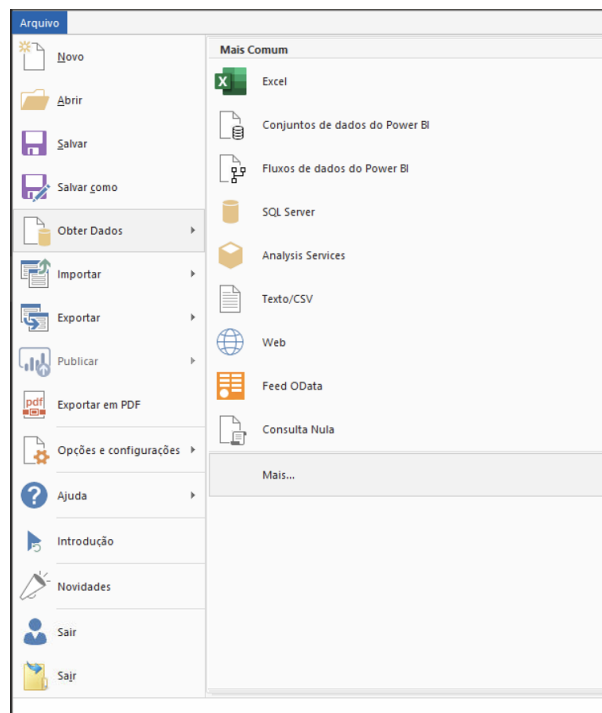 Arquivo
Novo
Abrir
Salvar
Salvar como
Obter Dados
Importar
Exportar
Publicar
pdf
Exportar em PDF
Opções e configurações
Ajuda
Introdução
Novidades
Sair
Sair
Mais Comum
Excel
Conjuntos de dados do Power BI
Fluxos de dados do Power BI
SQL Server
Analysis Services
Texto/CSV
Web
Feed OData
Consulta Nula
Mais...